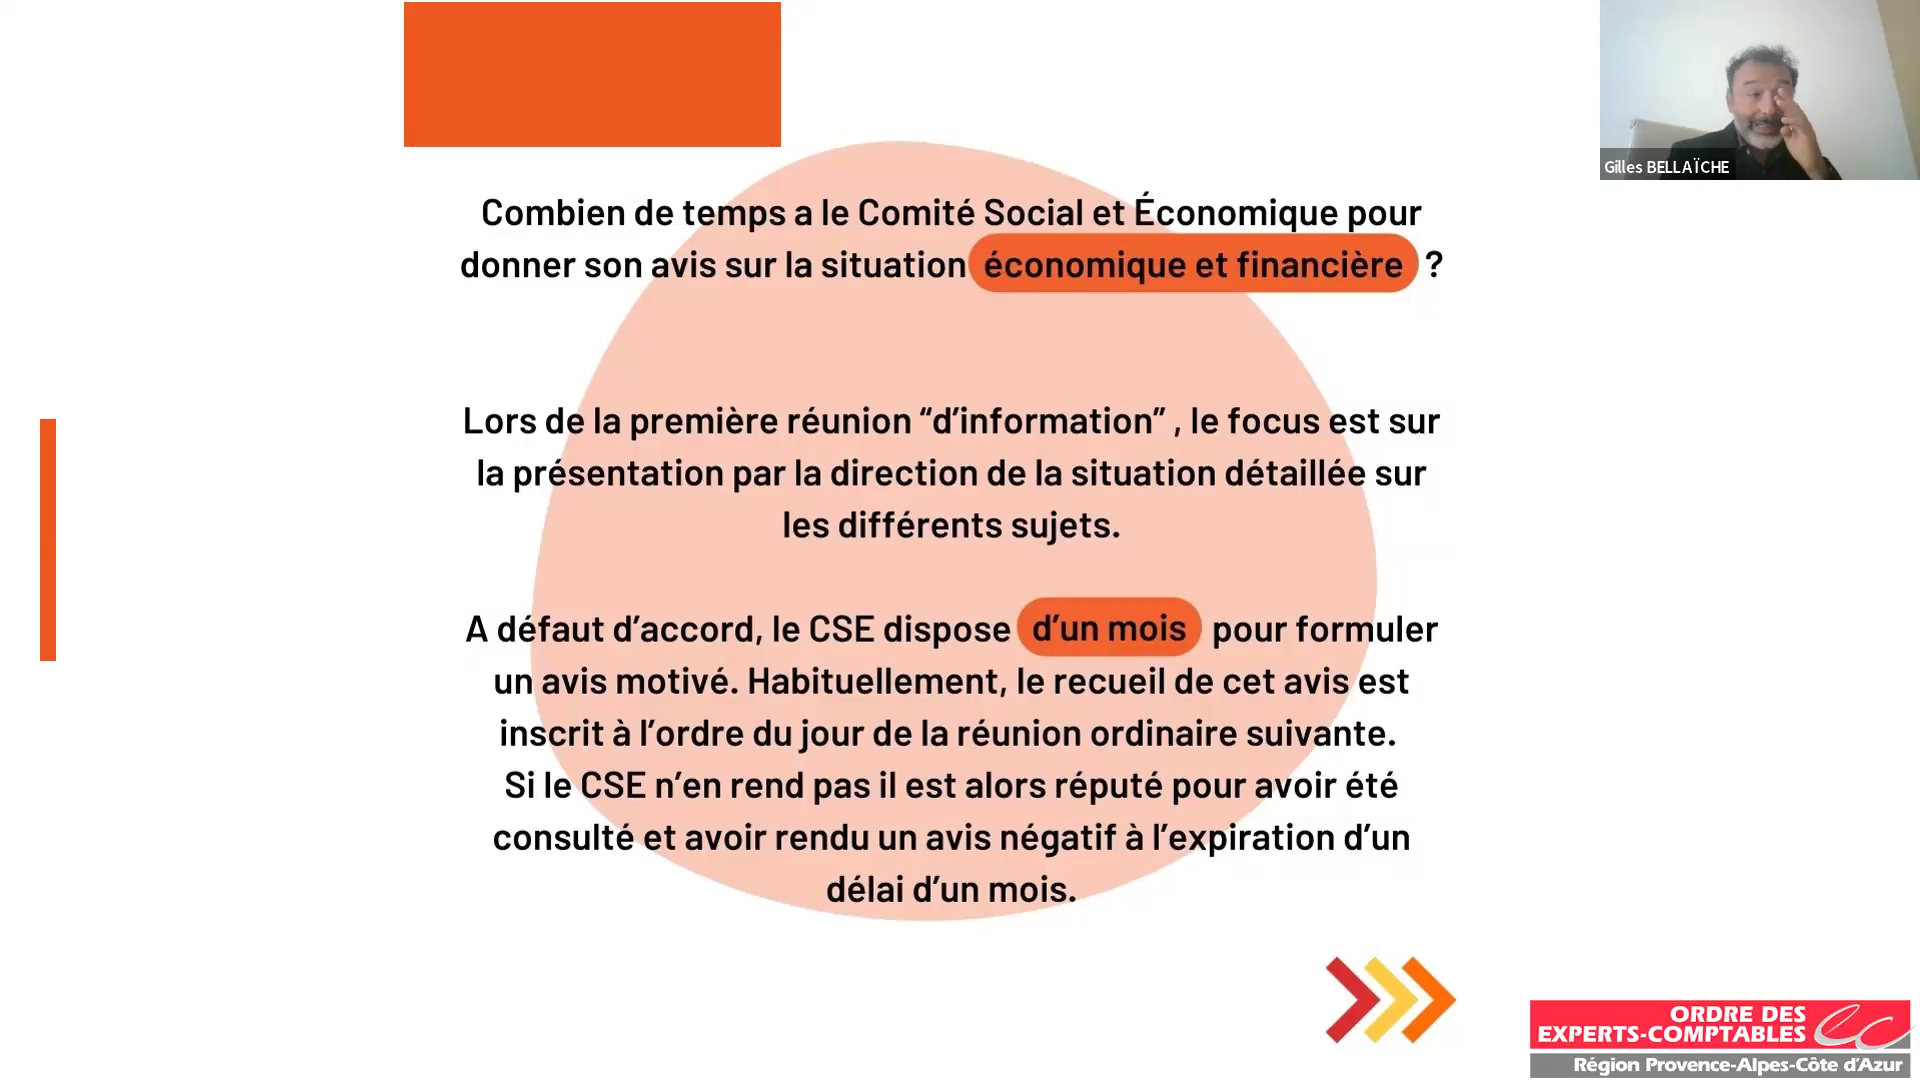 Gilles BELLAÏCHE
Combien de temps a le Comité Social et Économique pour
donner son avis sur la situation économique et financière ?
Lors de la première réunion “d’information” , le focus est sur
la présentation par la direction de la situation détaillée sur
les différents sujets.
A défaut d’accord, le CSE dispose d’un mois pour formuler
un avis motivé. Habituellement, le recueil de cet avis est
inscrit à l’ordre du jour de la réunion ordinaire suivante.
Si le CSE n’en rend pas il est alors réputé pour avoir été
consulté et avoir rendu un avis négatif à l’expiration d’un
délai d’un mois.
ORDRE DES
EXPERTS-COMPTABLES
Région Provence-Alpes-Côte d’Azur